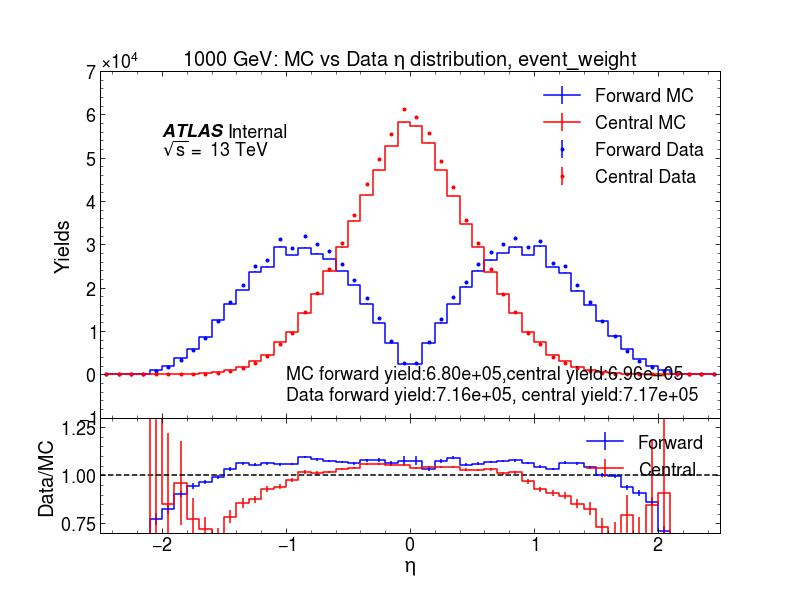 ×10⁴
1000 GeV: MC vs Data η distribution, event_weight
7
6
5
4
3
2
1
0
−1
Yields
ATLAS Internal
√s = 13 TeV
Forward MC
Central MC
Forward Data
Central Data
MC forward yield:6.80e+05,central yield:6.96e+05
Data forward yield:7.16e+05, central yield:7.17e+05
1.25
1.00
0.75
Data/MC
Forward
Central
−2
−1
0
1
2
η